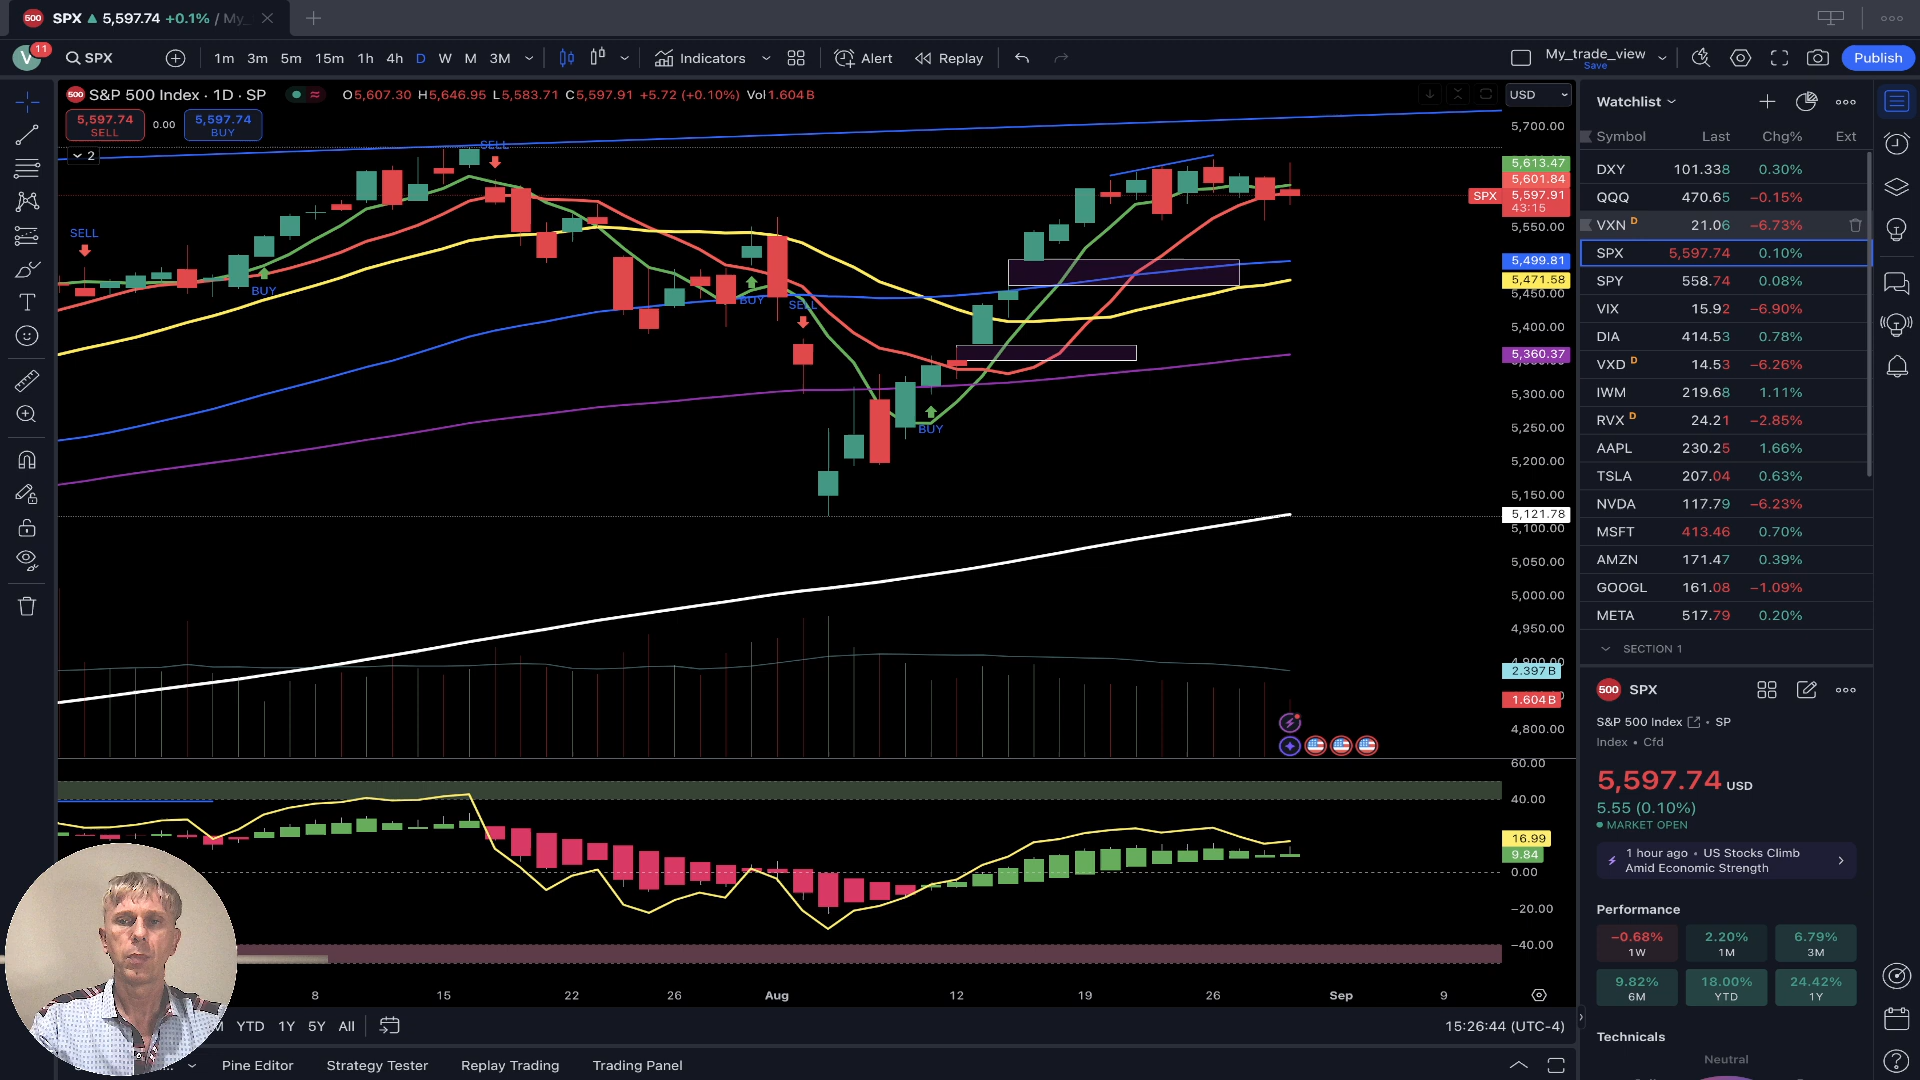 500 SPX ▲ 5,597.74 +0.1% / My_
V 11 SPX 1m 3m 5m 15m 1h 4h D W M 3M Indicators Alert Replay My_trade_view Save Publish
500 S&P 500 Index · 1D · SP O5,607.30 H5,646.95 L5,583.71 C5,597.91 +5.72 (+0.10%) Vol1.604B USD
5,597.74 SELL 0.00 5,597.74 BUY
2
SELL
SELL
BUY
BUY
SELL
BUY
5,700.00
5,613.47
5,601.84
SPX 5,597.91
43:15
5,550.00
5,499.81
5,471.58
5,450.00
5,400.00
5,360.37
5,300.00
5,250.00
5,200.00
5,150.00
5,121.78
5,100.00
5,050.00
5,000.00
4,950.00
2.397B
1.604B
4,800.00
60.00
40.00
16.99
9.84
0.00
−20.00
−40.00
8 15 22 26 Aug 12 19 26 Sep 9
YTD 1Y 5Y All
15:26:44 (UTC-4)
Pine Editor Strategy Tester Replay Trading Trading Panel
Watchlist
Symbol Last Chg% Ext
DXY 101.338 0.30%
QQQ 470.65 −0.15%
VXN D 21.06 −6.73%
SPX 5,597.74 0.10%
SPY 558.74 0.08%
VIX 15.92 −6.90%
DIA 414.53 0.78%
VXD D 14.53 −6.26%
IWM 219.68 1.11%
RVX D 24.21 −2.85%
AAPL 230.25 1.66%
TSLA 207.04 0.63%
NVDA 117.79 −6.23%
MSFT 413.46 0.70%
AMZN 171.47 0.39%
GOOGL 161.08 −1.09%
META 517.79 0.20%
SECTION 1
500 SPX
S&P 500 Index • SP
Index • Cfd
5,597.74 USD
5.55 (0.10%)
MARKET OPEN
1 hour ago • US Stocks Climb
Amid Economic Strength
Performance
−0.68% 2.20% 6.79%
1W 1M 3M
9.82% 18.00% 24.42%
6M YTD 1Y
Technicals
Neutral